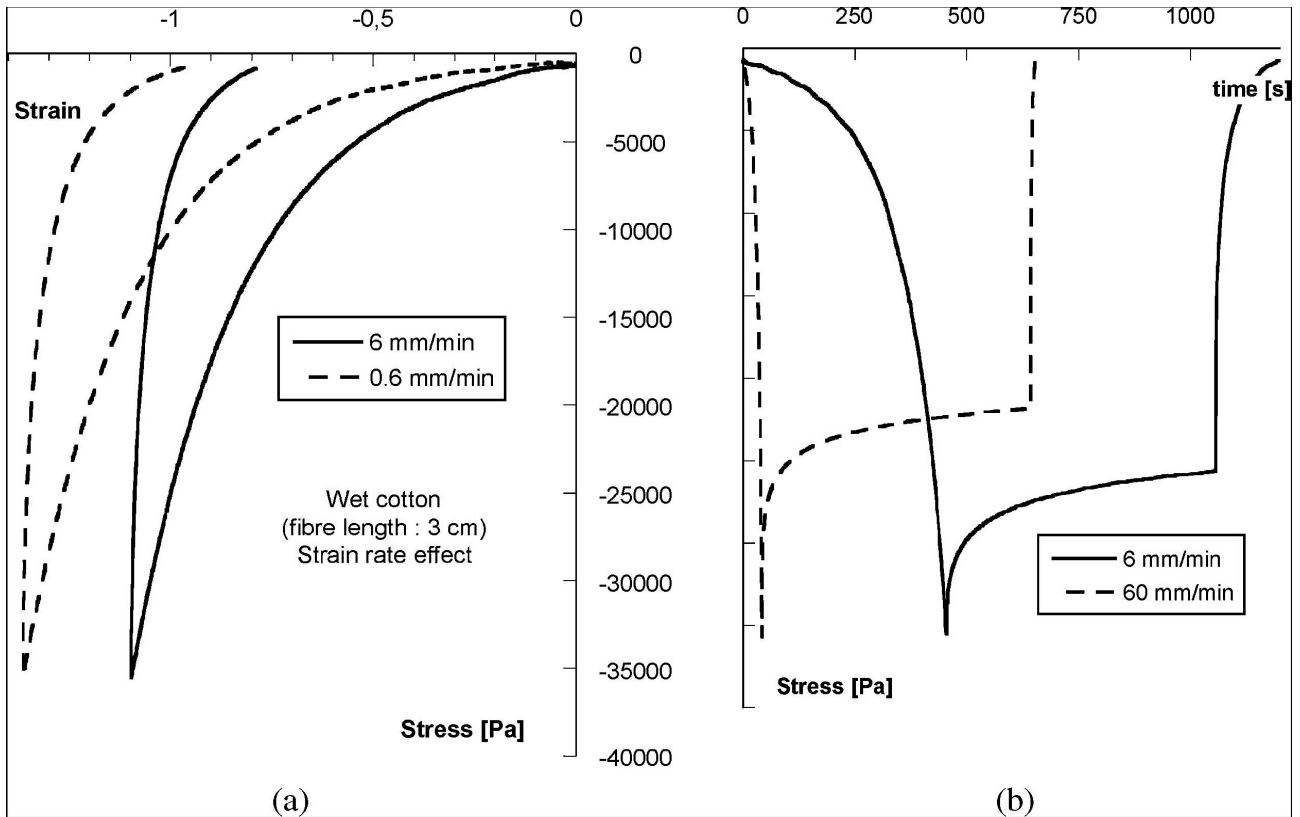 -1 -0,5 0
0
Strain
-5000
-10000
-15000
6 mm/min
0.6 mm/min
-20000
Wet cotton
(fibre length : 3 cm)
Strain rate effect
-25000
-30000
-35000
Stress [Pa]
-40000
(a)
0 250 500 750 1000
time [s]
6 mm/min
60 mm/min
Stress [Pa]
(b)